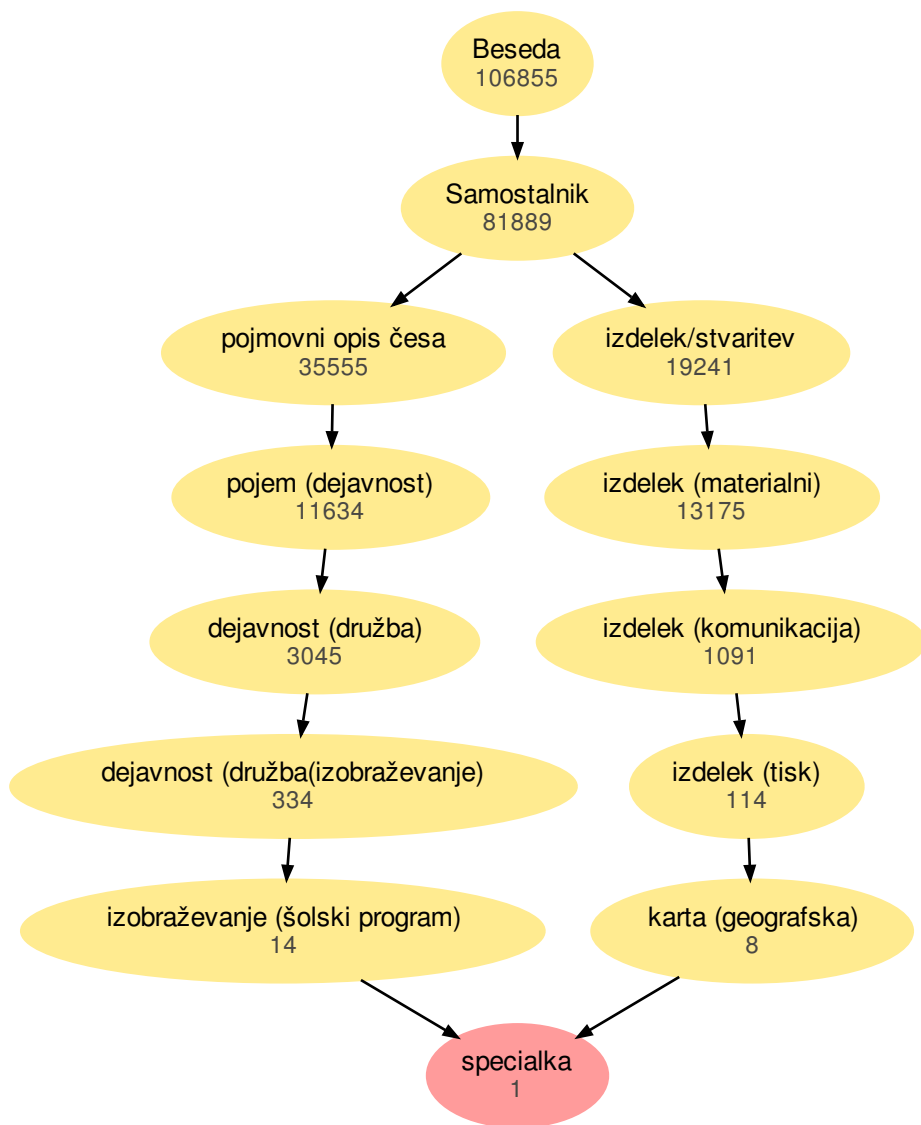 Beseda
106855
Samostalnik
81889
pojmovni opis česa
35555
izdelek/stvaritev
19241
pojem (dejavnost)
11634
izdelek (materialni)
13175
dejavnost (družba)
3045
izdelek (komunikacija)
1091
dejavnost (družba(izobraževanje)
334
izdelek (tisk)
114
izobraževanje (šolski program)
14
karta (geografska)
8
specialka
1